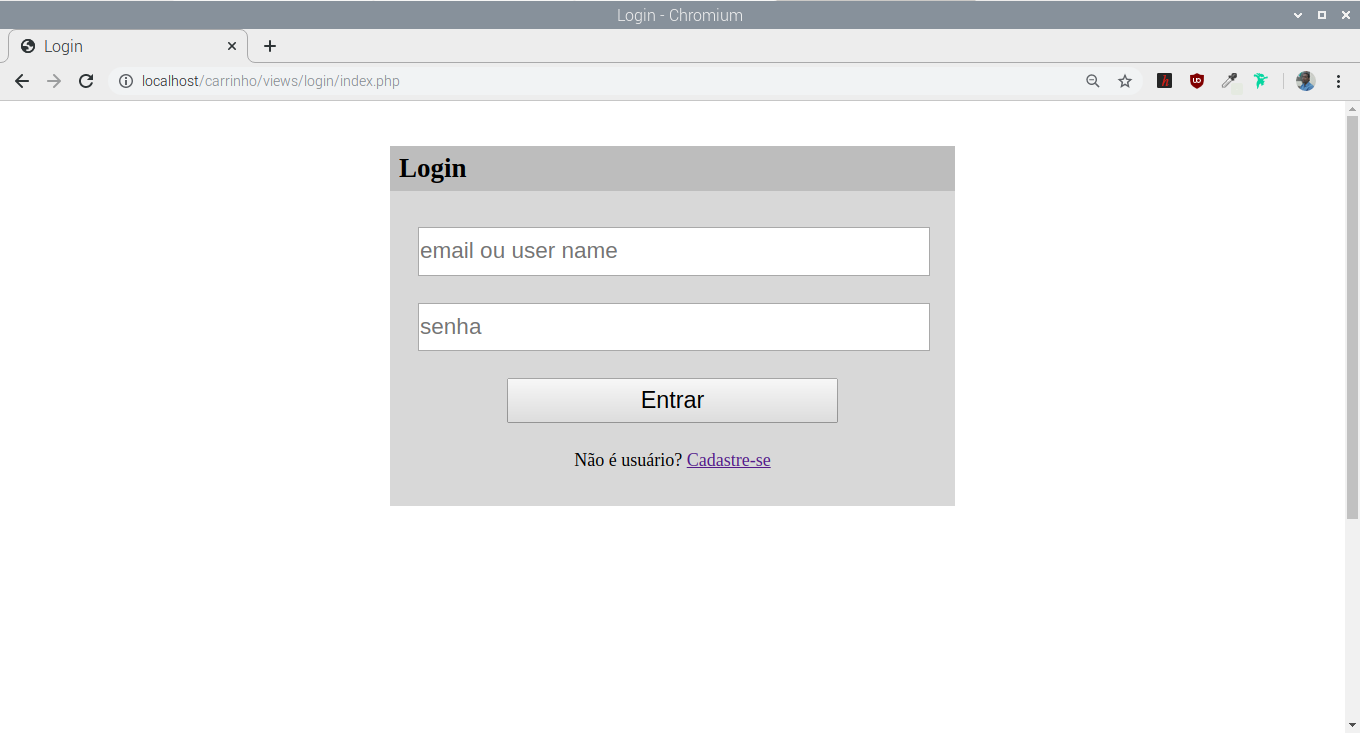 Login - Chromium
Login
localhost/carrinho/views/login/index.php
Login
email ou user name
senha
Entrar
Não é usuário? Cadastre-se